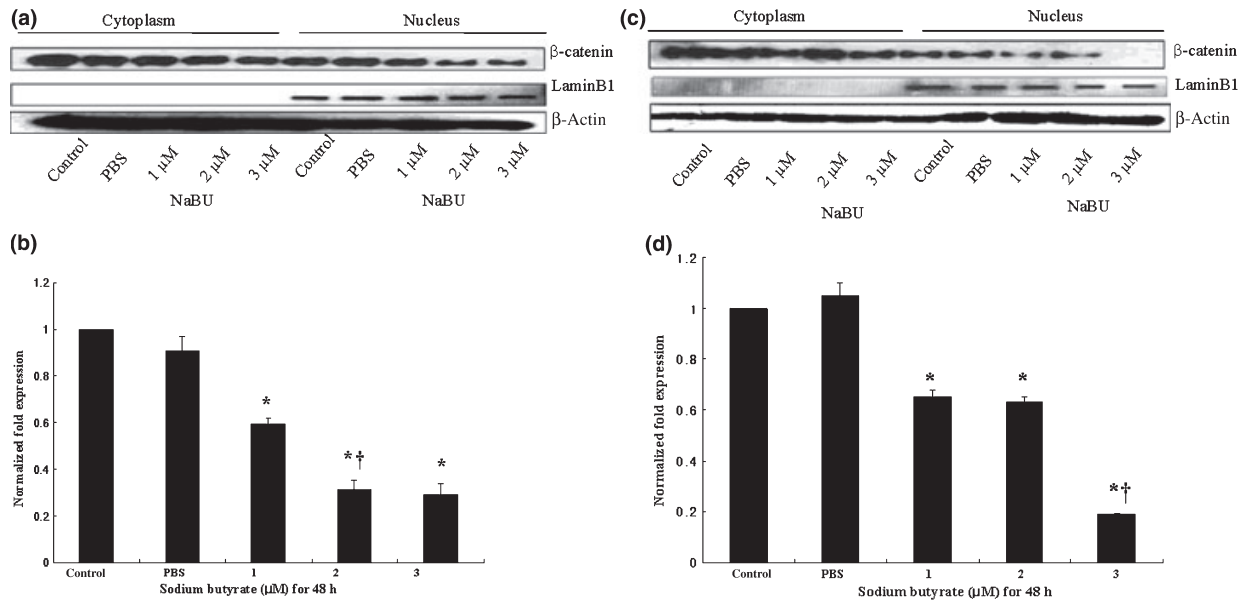 (a)
Cytoplasm Nucleus
β-catenin
LaminB1
β-Actin
Control PBS 1 µM 2 µM 3 µM Control PBS 1 µM 2 µM 3 µM
NaBU NaBU
(c)
Cytoplasm Nucleus
β-catenin
LaminB1
β-Actin
Control PBS 1 µM 2 µM 3 µM Control PBS 1 µM 2 µM 3 µM
NaBU NaBU
(b)
Normalized fold expression
1.2
1
0.8
0.6
0.4
0.2
0
*
*†
*
Control PBS 1 2 3
Sodium butyrate (µM) for 48 h
(d)
Normalized fold expression
1.2
1
0.8
0.6
0.4
0.2
0
*
*
*†
Control PBS 1 2 3
Sodium butyrate (µM) for 48 h